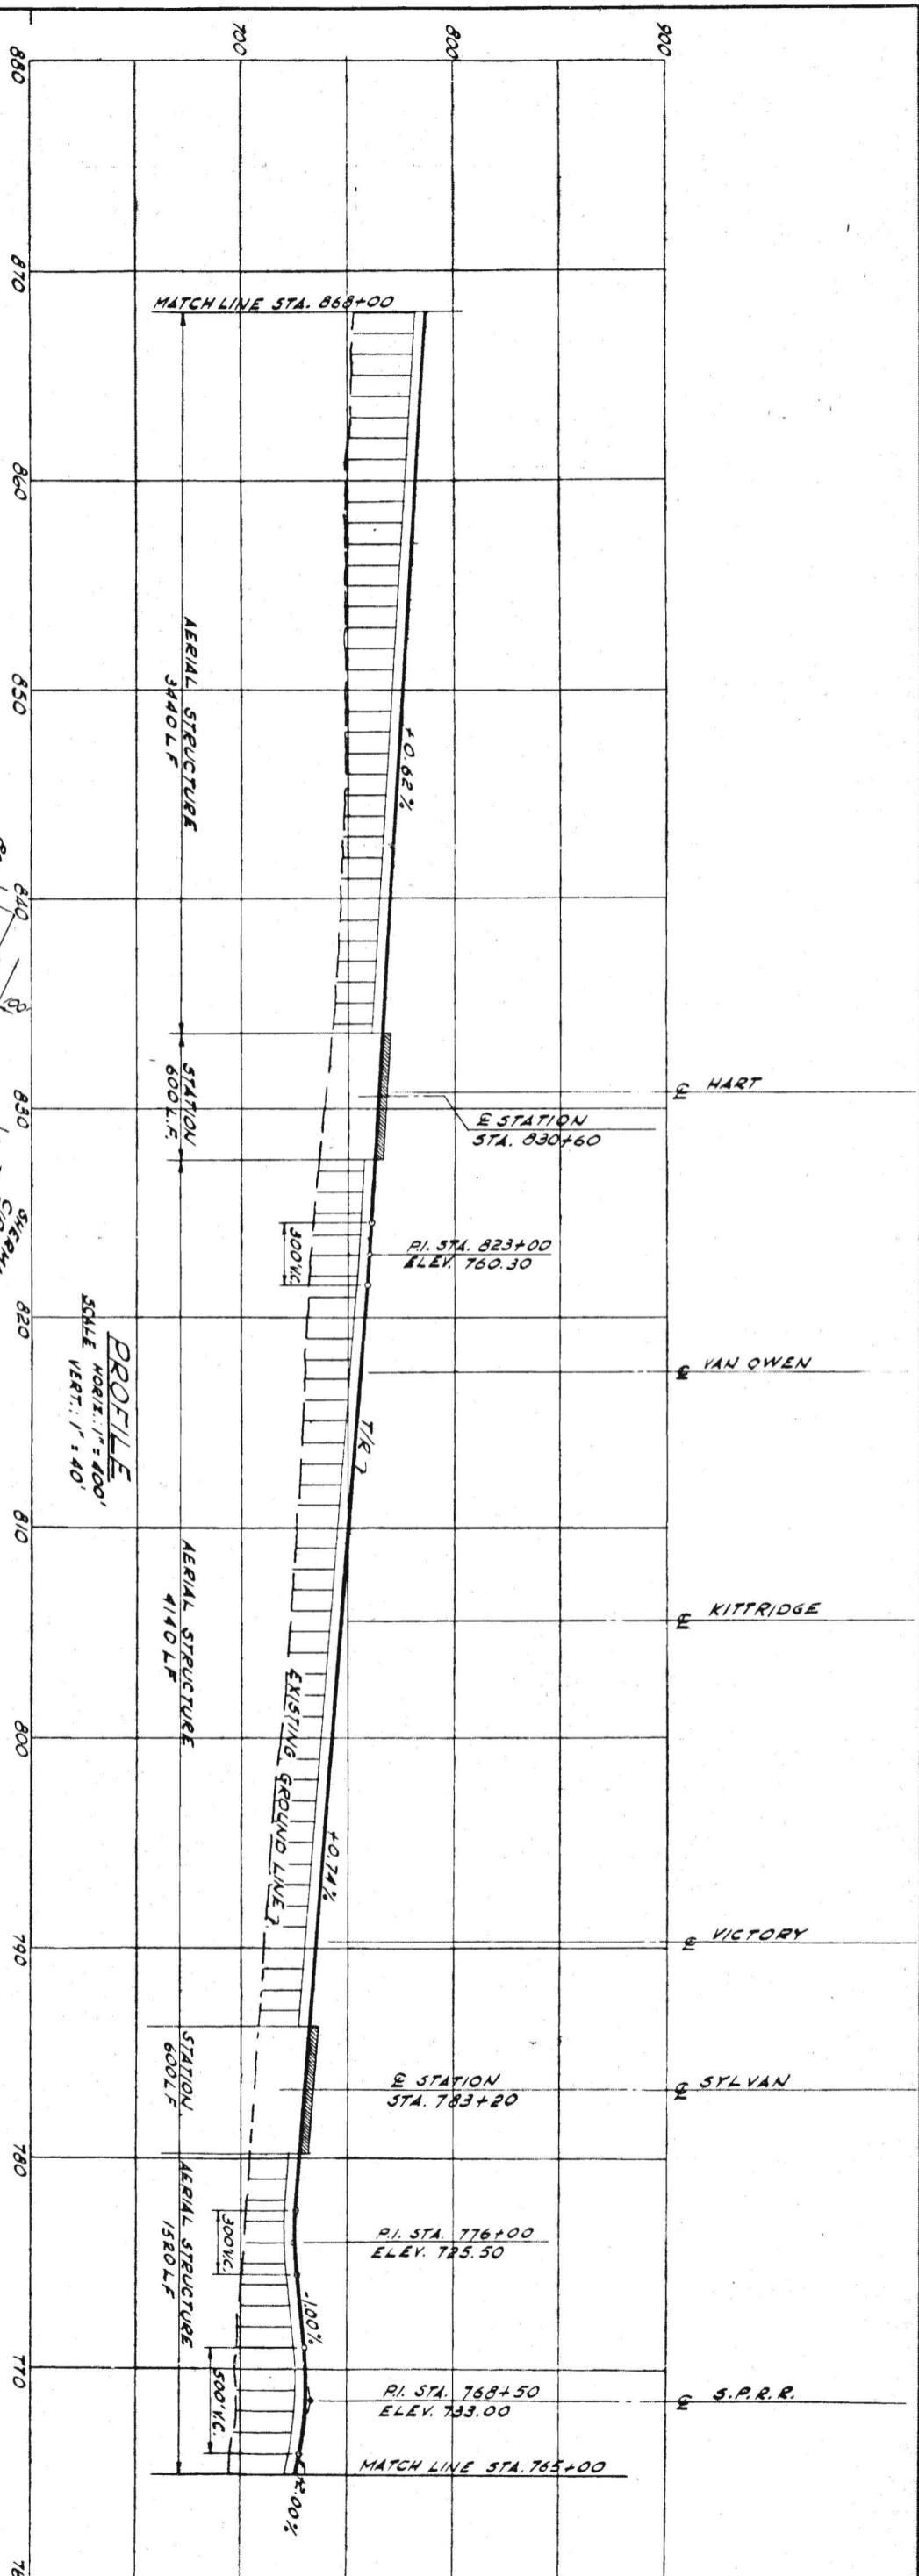 700
800
900
880
870
860
850
840
830
820
810
800
790
780
770
MATCH LINE STA. 868+00
AERIAL STRUCTURE
3440 LF
+0.62%
STATION
600 L.F.
HART
℄ STATION
STA. 830+60
300'V.C.
P.I. STA. 823+00
ELEV. 760.30
℄ VAN OWEN
T/R
PROFILE
SCALE HORIZ.: 1" = 400'
VERT.: 1" = 40'
AERIAL STRUCTURE
4140 LF
℄ KITTRIDGE
EXISTING GROUND LINE
+0.74%
℄ VICTORY
STATION
600 LF
℄ STATION
STA. 783+20
℄ SYLVAN
AERIAL STRUCTURE
1520 LF
300'V.C.
P.I. STA. 776+00
ELEV. 725.50
-1.00%
500'V.C.
P.I. STA. 768+50
ELEV. 733.00
℄ S.P.R.R.
MATCH LINE STA. 765+00
+2.00%